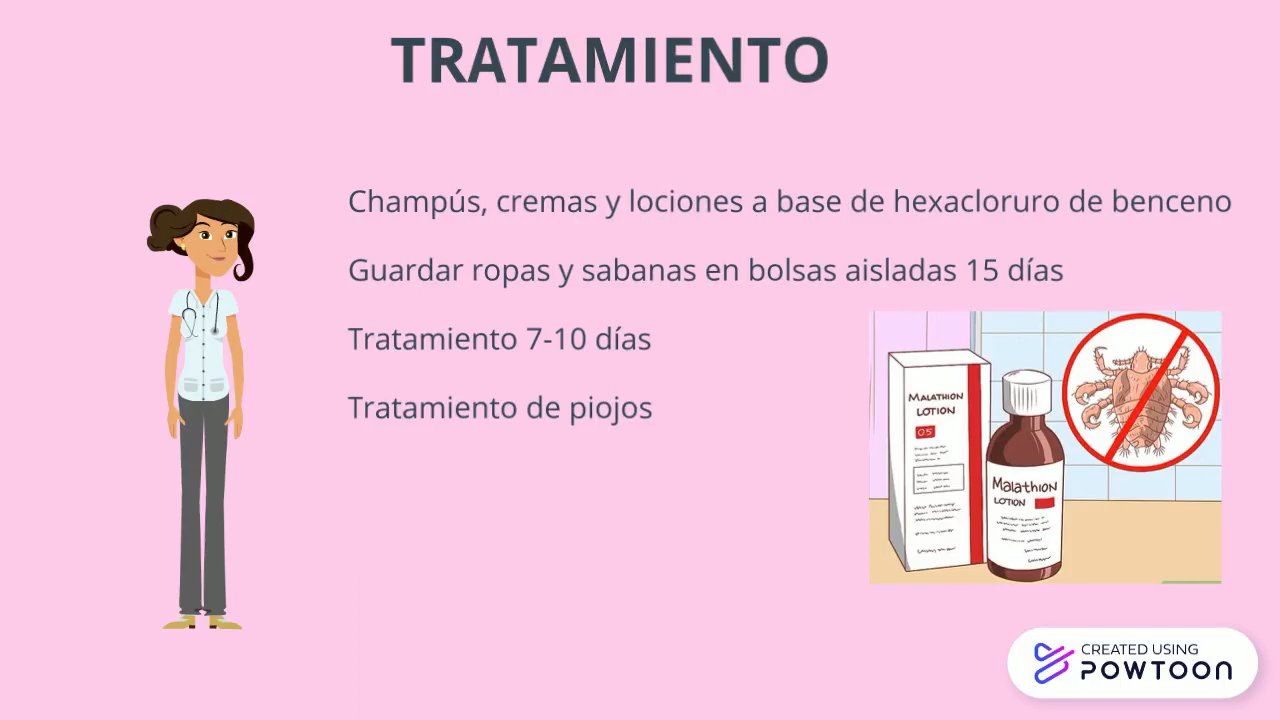 TRATAMIENTO
Champús, cremas y lociones a base de hexacloruro de benceno
Guardar ropas y sabanas en bolsas aisladas 15 días
Tratamiento 7-10 días
Tratamiento de piojos
MALATHION
LOTION
Malathion
LOTION
CREATED USING
POWTOON